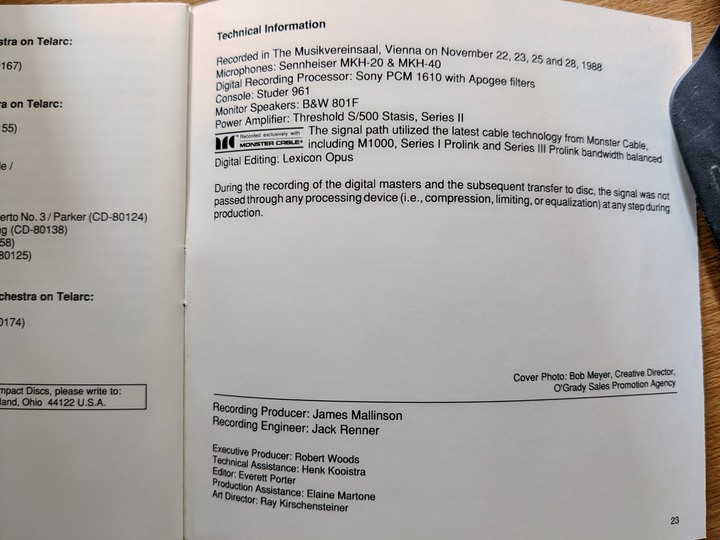 stra on Telarc:
0167)
ra on Telarc:
55)
le /
erto No. 3 / Parker (CD-80124)
g (CD-80138)
58)
80125)
chestra on Telarc:
0174)
mpact Discs, please write to:
land, Ohio 44122 U.S.A.
Technical Information
Recorded in The Musikvereinsaal, Vienna on November 22, 23, 25 and 28, 1988
Microphones: Sennheiser MKH-20 & MKH-40
Digital Recording Processor: Sony PCM 1610 with Apogee filters
Console: Studer 961
Monitor Speakers: B&W 801F
Power Amplifier: Threshold S/500 Stasis, Series II
Recorded exclusively with
MONSTER CABLE®
The signal path utilized the latest cable technology from Monster Cable,
including M1000, Series I Prolink and Series III Prolink bandwidth balanced
Digital Editing: Lexicon Opus
During the recording of the digital masters and the subsequent transfer to disc, the signal was not
passed through any processing device (i.e., compression, limiting, or equalization) at any step during
production.
Cover Photo: Bob Meyer, Creative Director,
O'Grady Sales Promotion Agency
Recording Producer: James Mallinson
Recording Engineer: Jack Renner
Executive Producer: Robert Woods
Technical Assistance: Henk Kooistra
Editor: Everett Porter
Production Assistance: Elaine Martone
Art Director: Ray Kirschensteiner
23